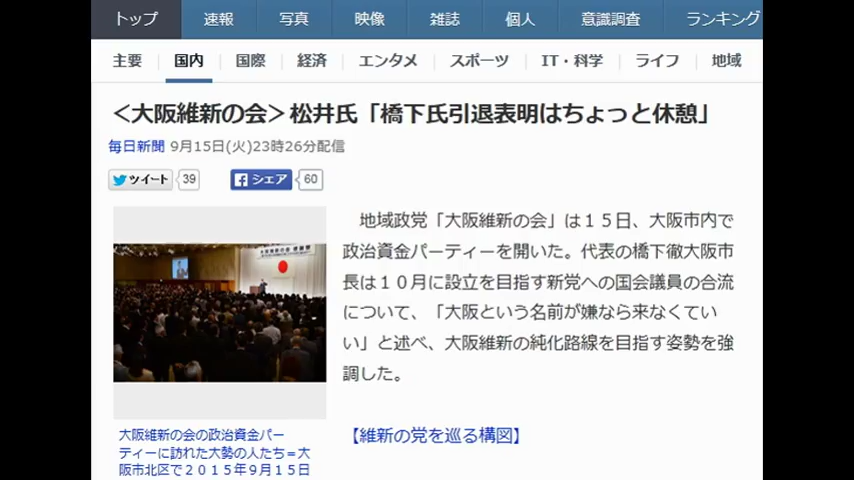 トップ 速報 写真 映像 雑誌 個人 意識調査 ランキング
主要 国内 国際 経済 エンタメ スポーツ IT・科学 ライフ 地域
<大阪維新の会>松井氏「橋下氏引退表明はちょっと休憩」
毎日新聞 9月15日(火)23時26分配信
ツイート 39 シェア 60
地域政党「大阪維新の会」は15日、大阪市内で
政治資金パーティーを開いた。代表の橋下徹大阪市
長は10月に設立を目指す新党への国会議員の合流
について、「大阪という名前が嫌なら来なくてい
い」と述べ、大阪維新の純化路線を目指す姿勢を強
調した。
【維新の党を巡る構図】
大阪維新の会の政治資金パー
ティーに訪れた大勢の人たち＝大
阪市北区で2015年9月15日